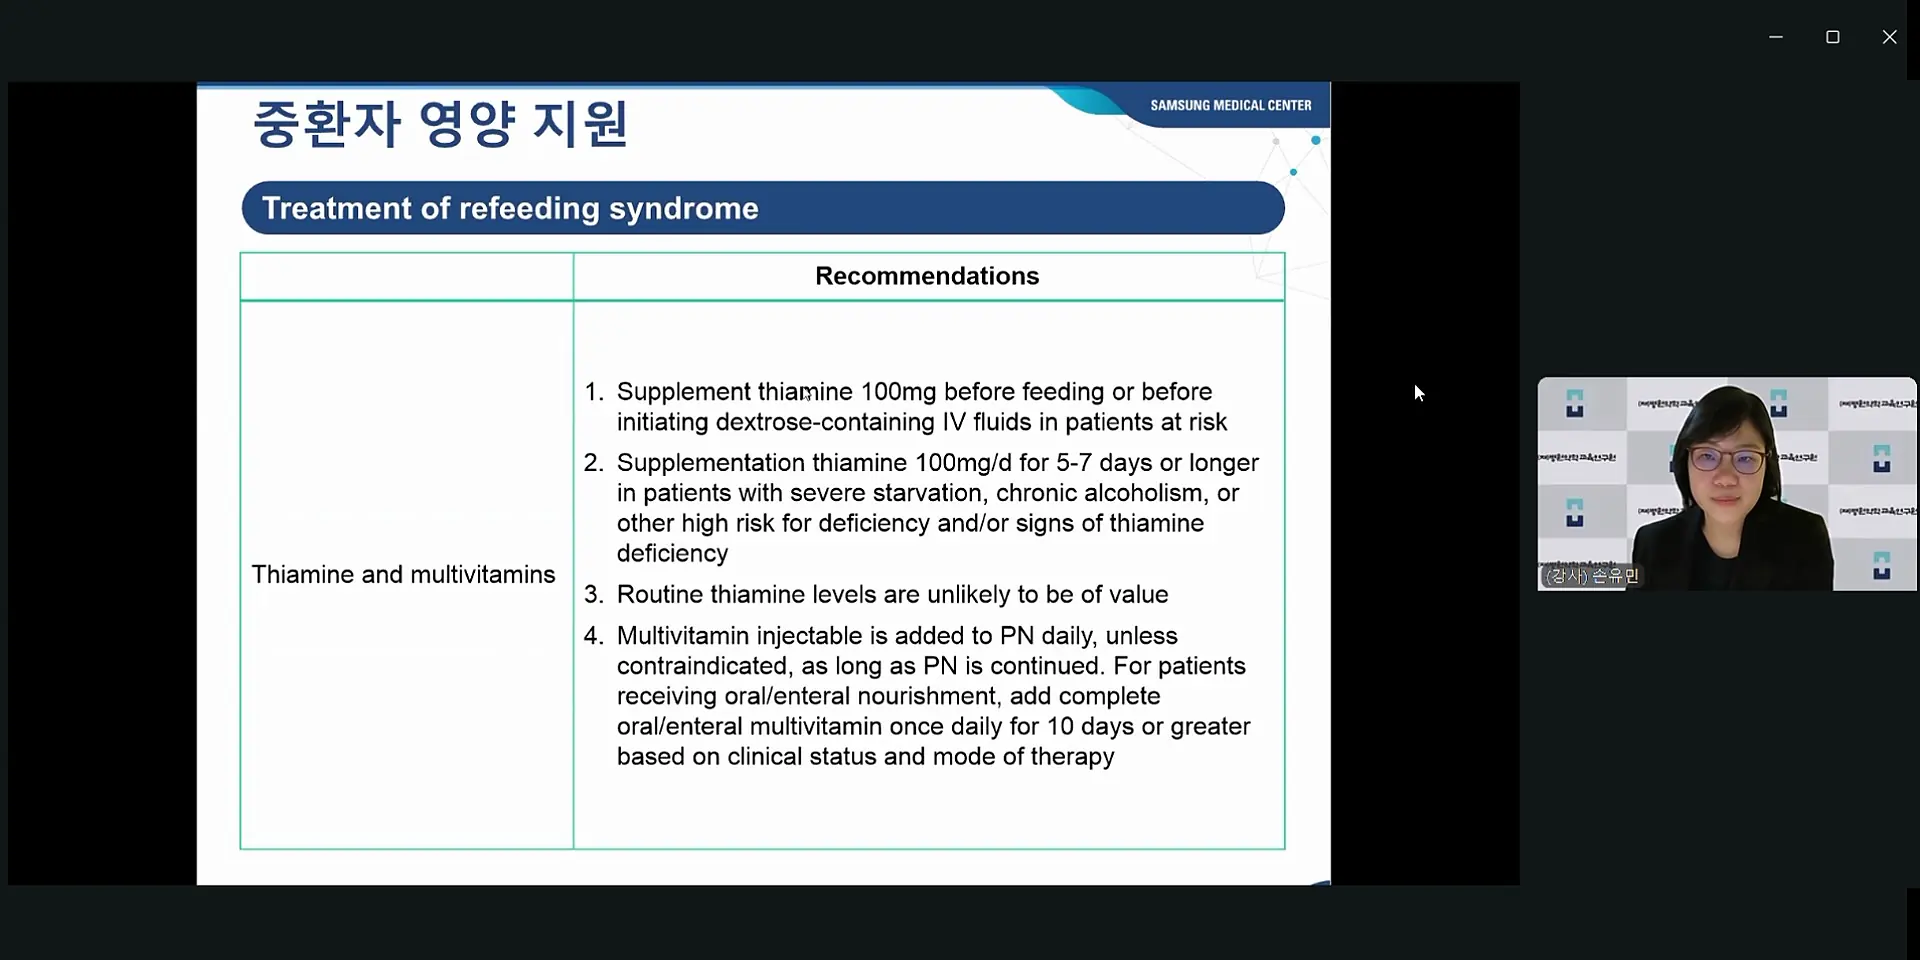 중환자 영양 지원
SAMSUNG MEDICAL CENTER
Treatment of refeeding syndrome
Recommendations
Thiamine and multivitamins
1. Supplement thiamine 100mg before feeding or before
initiating dextrose-containing IV fluids in patients at risk
2. Supplementation thiamine 100mg/d for 5-7 days or longer
in patients with severe starvation, chronic alcoholism, or
other high risk for deficiency and/or signs of thiamine
deficiency
3. Routine thiamine levels are unlikely to be of value
4. Multivitamin injectable is added to PN daily, unless
contraindicated, as long as PN is continued. For patients
receiving oral/enteral nourishment, add complete
oral/enteral multivitamin once daily for 10 days or greater
based on clinical status and mode of therapy
(강사) 손유민